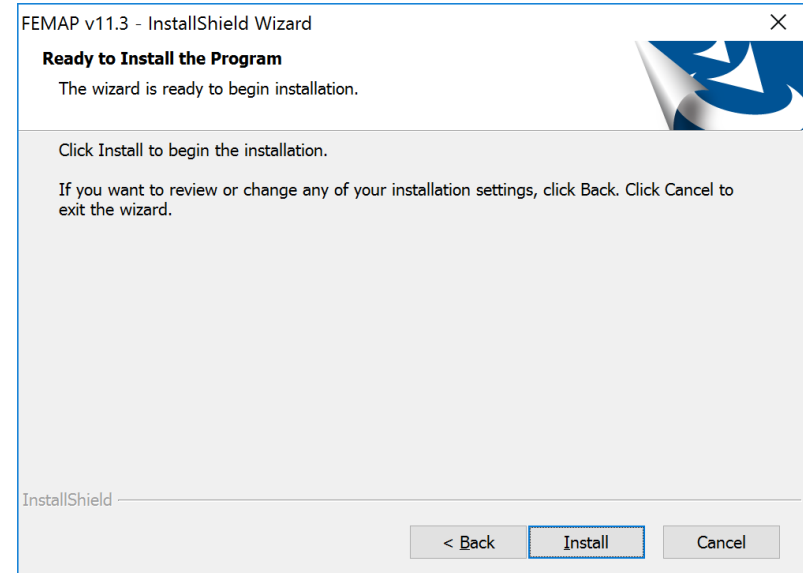 FEMAP v11.3 - InstallShield Wizard
Ready to Install the Program
The wizard is ready to begin installation.
Click Install to begin the installation.
If you want to review or change any of your installation settings, click Back. Click Cancel to
exit the wizard.
InstallShield
< Back
Install
Cancel